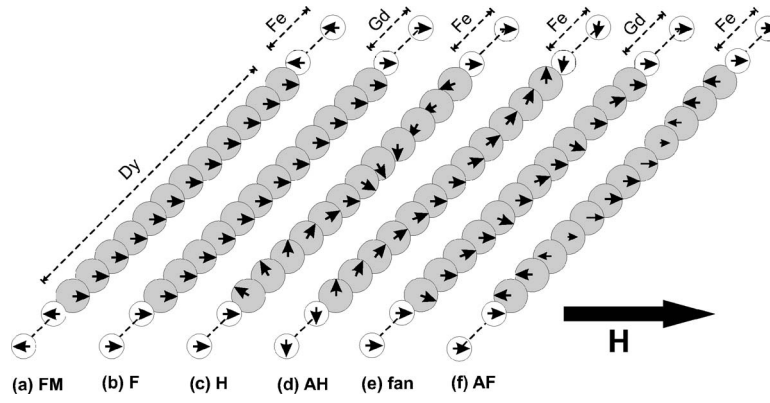 Fe
Gd
Fe
Fe
Gd
Fe
Dy
H
(a) FM
(b) F
(c) H
(d) AH
(e) fan
(f) AF